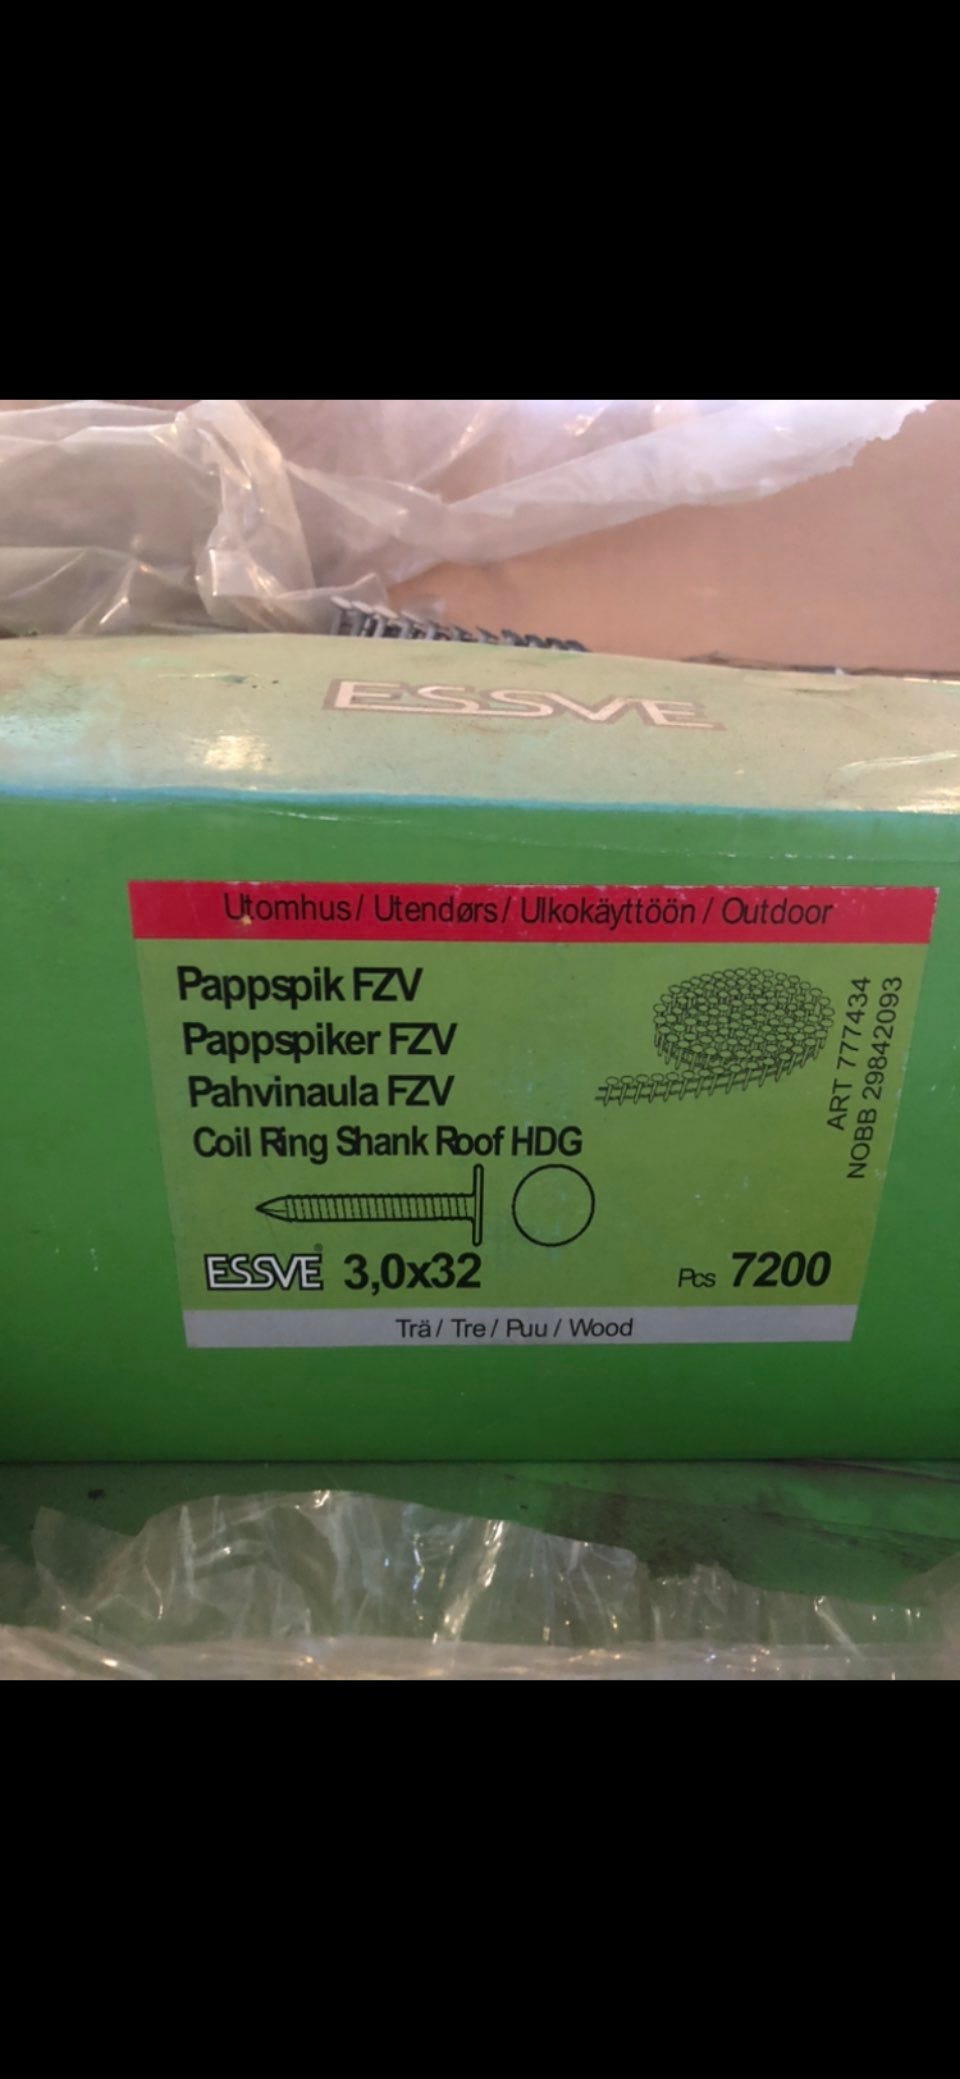 ESSVE
Utomhus / Utendørs / Ulkokäyttöön / Outdoor
Pappspik FZV
Pappspiker FZV
Pahvinaula FZV
Coil Ring Shank Roof HDG
ART 777434
NOBB 29842093
ESSVE® 3,0x32
Pcs 7200
Trä / Tre / Puu / Wood